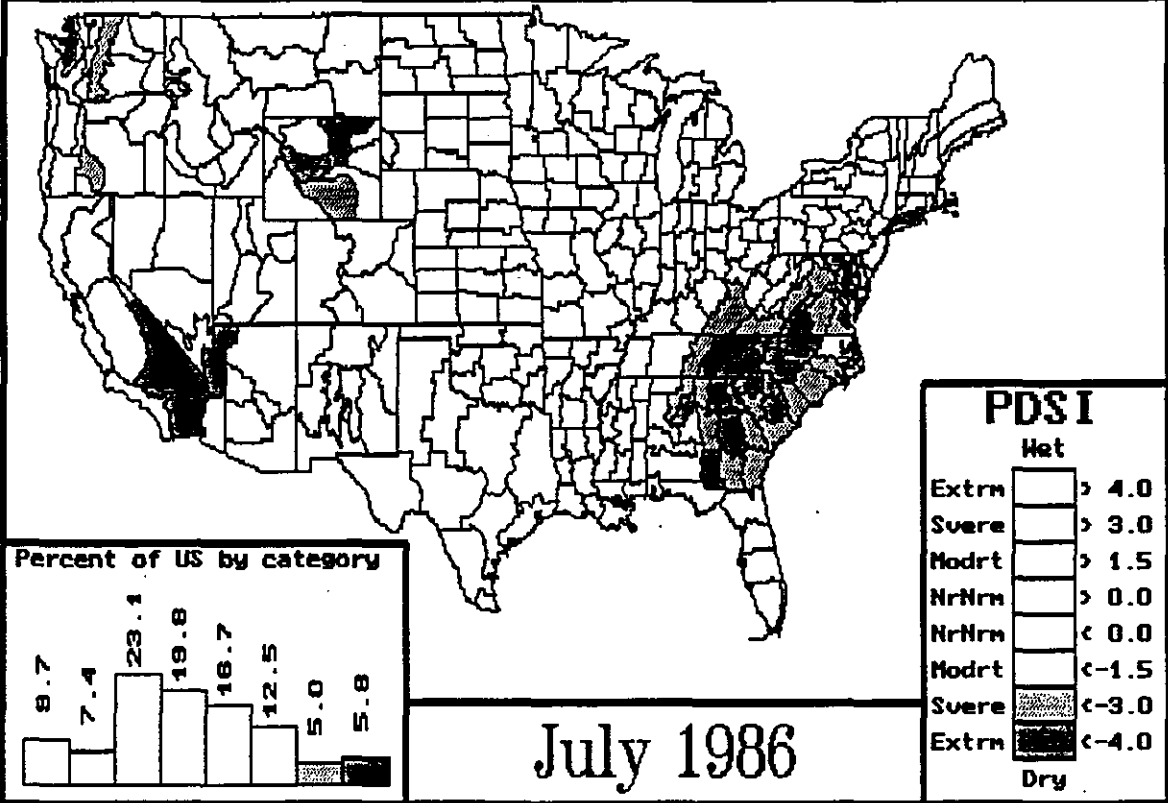 PDSI
Wet
Extrm > 4.0
Svere > 3.0
Modrt > 1.5
NrNrm > 0.0
NrNrm < 0.0
Modrt <-1.5
Svere <-3.0
Extrm <-4.0
Dry
Percent of US by category
9.7 7.4 23.1 19.8 16.7 12.5 5.0 5.8
July 1986